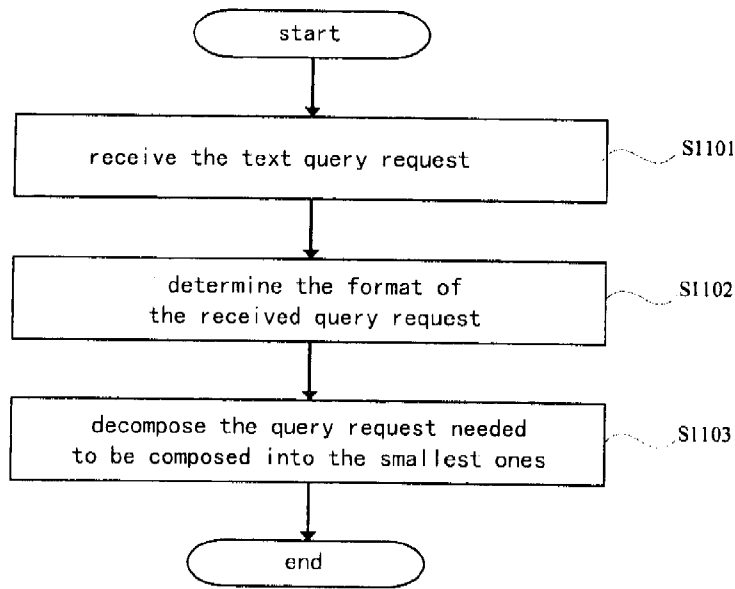 start
receive the text query request
S1101
determine the format of
the received query request
S1102
decompose the query request needed
to be composed into the smallest ones
S1103
end